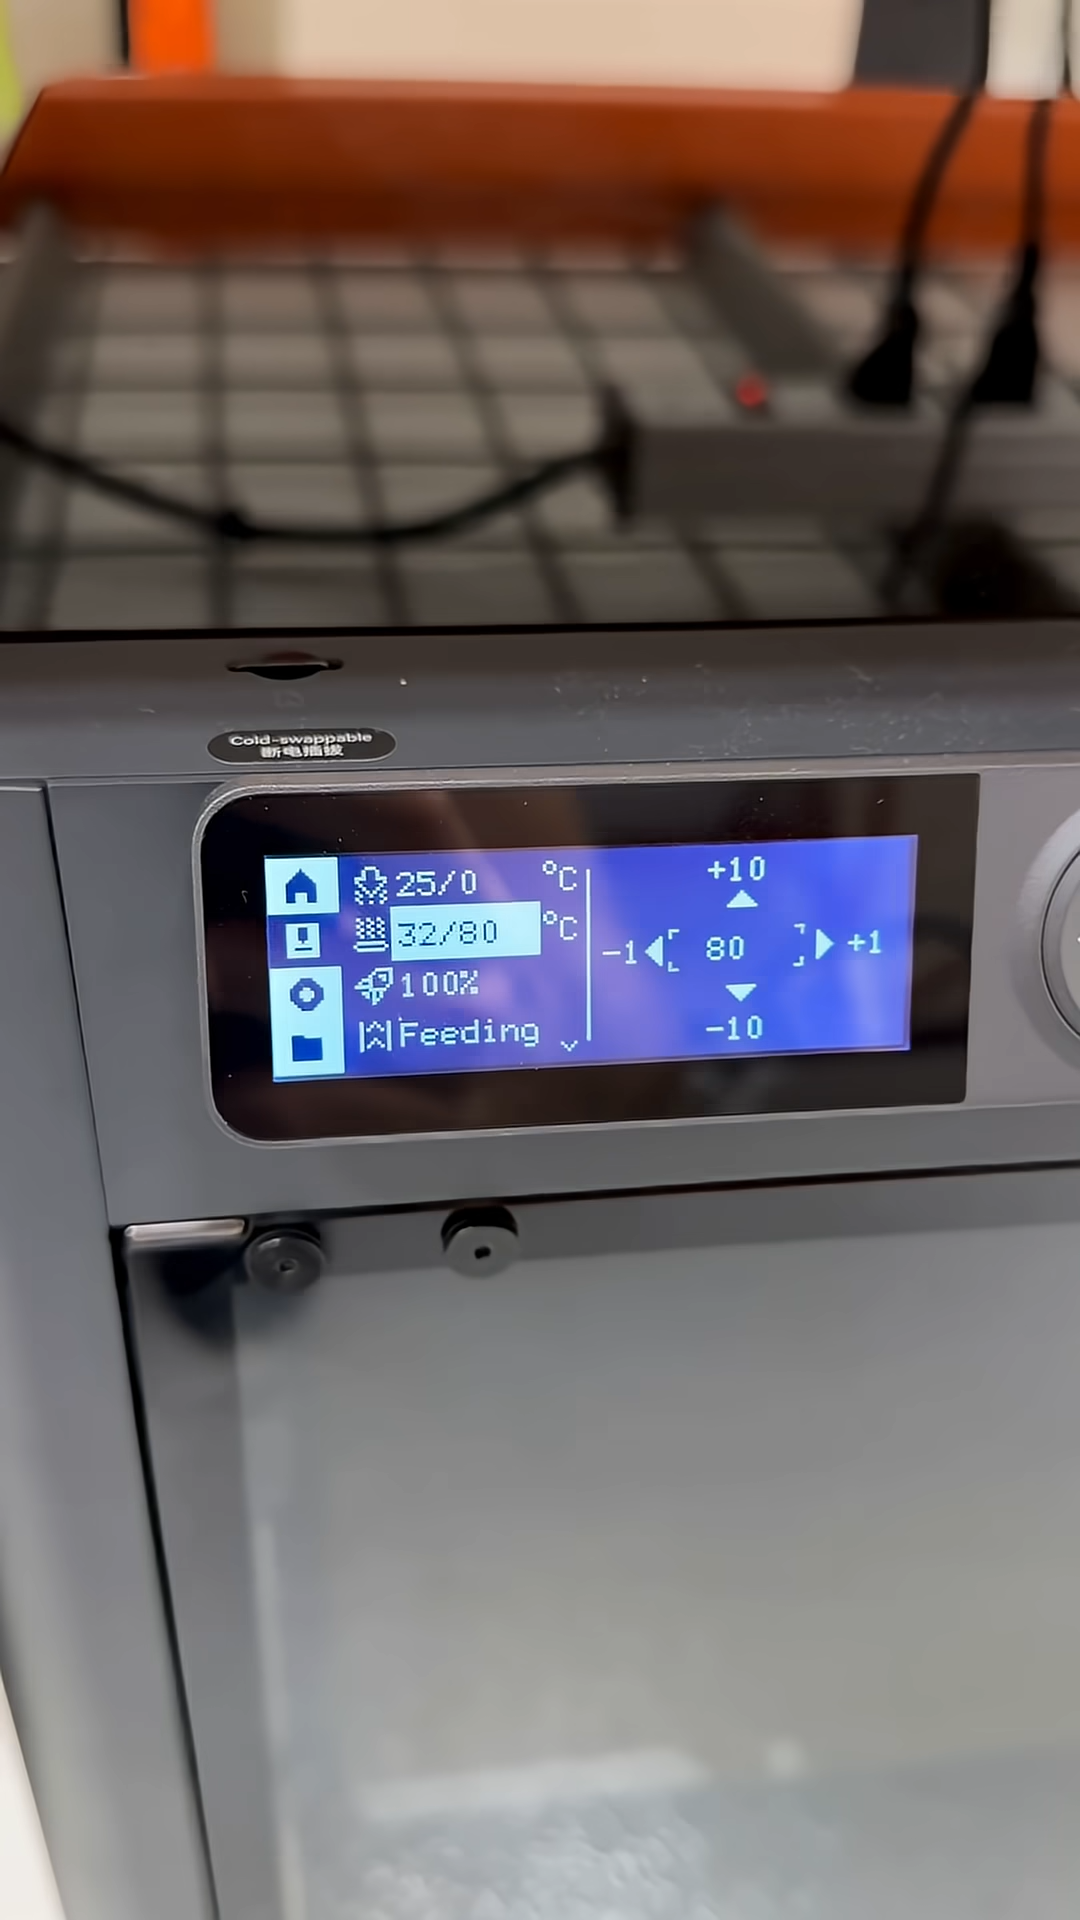 Cold-swappable
断电插拔
25/0 °C
32/80 °C
100%
Feeding
+10
-1 80 +1
-10